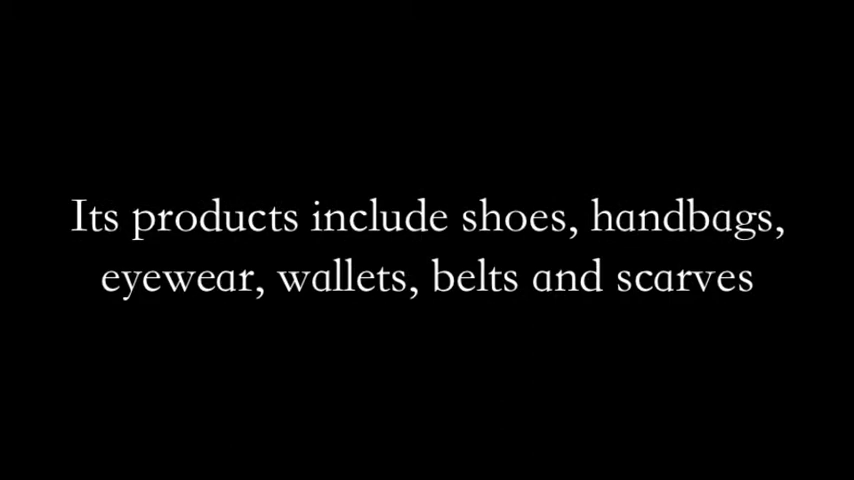 Its products include shoes, handbags,
eyewear, wallets, belts and scarves